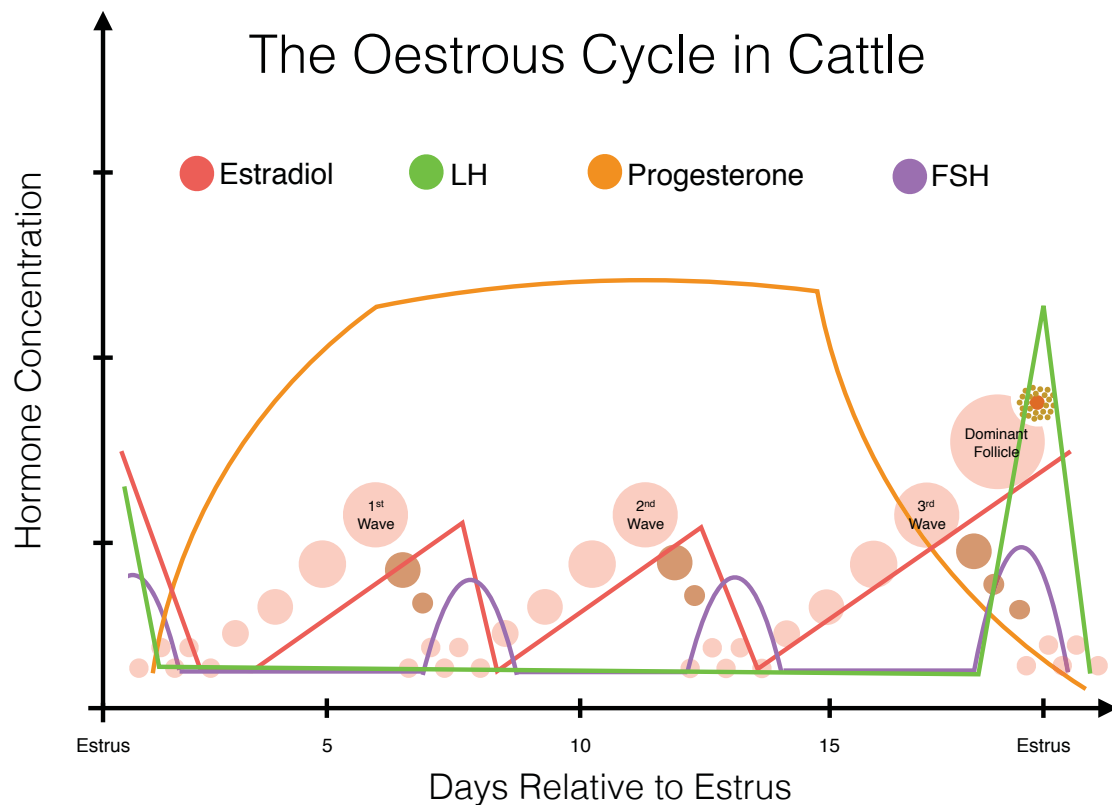 The Oestrous Cycle in Cattle
Estradiol
LH
Progesterone
FSH
Hormone Concentration
1st
Wave
2nd
Wave
3rd
Wave
Dominant
Follicle
Estrus
5
10
15
Estrus
Days Relative to Estrus